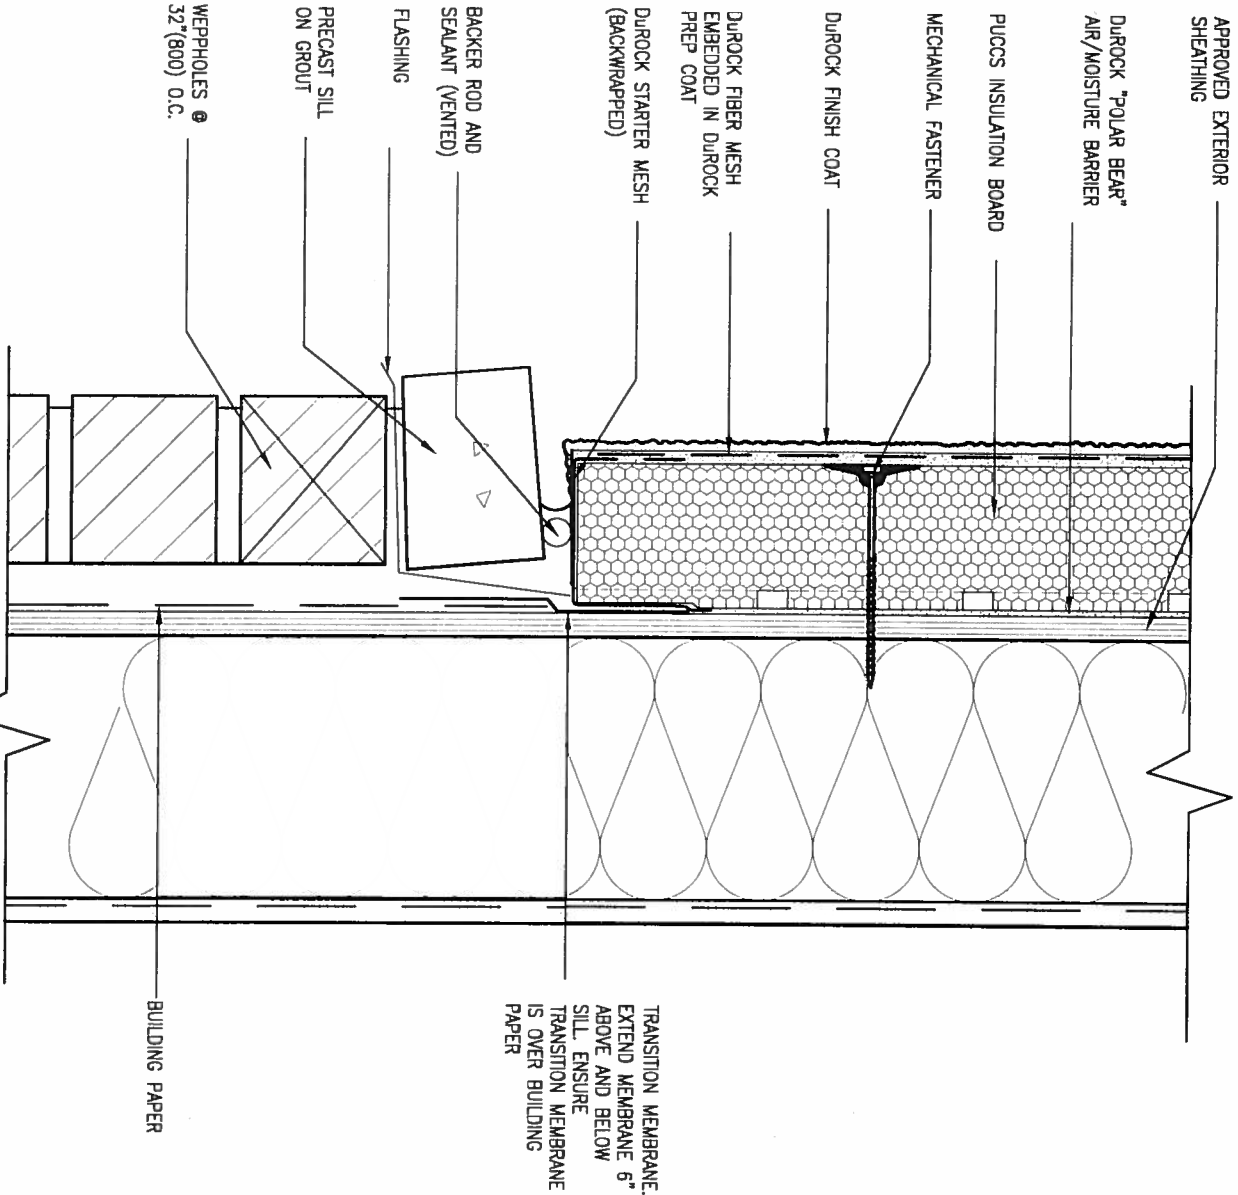 APPROVED EXTERIOR
SHEATHING
DuROCK "POLAR BEAR"
AIR/MOISTURE BARRIER
PUCCS INSULATION BOARD
MECHANICAL FASTENER
DuROCK FINISH COAT
DuROCK FIBER MESH
EMBEDDED IN DuROCK
PREP COAT
DuROCK STARTER MESH
(BACKWRAPPED)
BACKER ROD AND
SEALANT (VENTED)
FLASHING
PRECAST SILL
ON GROUT
WEPPHOLES @
32"(800) O.C.
TRANSITION MEMBRANE.
EXTEND MEMBRANE 6"
ABOVE AND BELOW
SILL. ENSURE
TRANSITION MEMBRANE
IS OVER BUILDING
PAPER
BUILDING PAPER